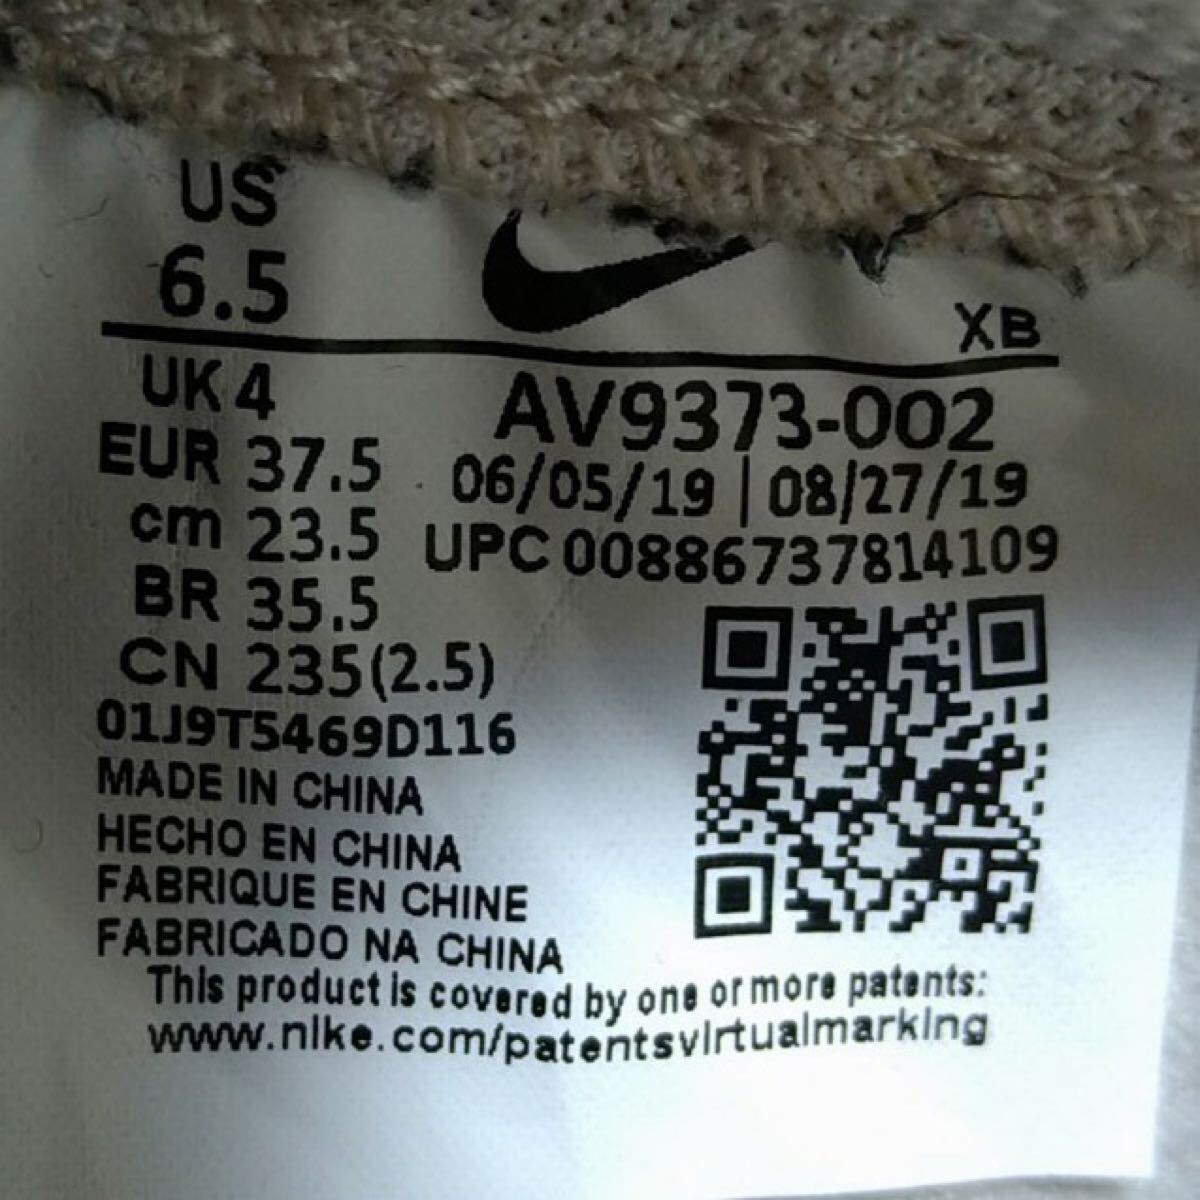 US
6.5
XB
UK 4
AV9373-002
EUR 37.5
06/05/19 | 08/27/19
cm 23.5
UPC 00886737814109
BR 35.5
CN 235(2.5)
01J9T5469D116
MADE IN CHINA
HECHO EN CHINA
FABRIQUE EN CHINE
FABRICADO NA CHINA
This product is covered by one or more patents:
www.nike.com/patentsvirtualmarking